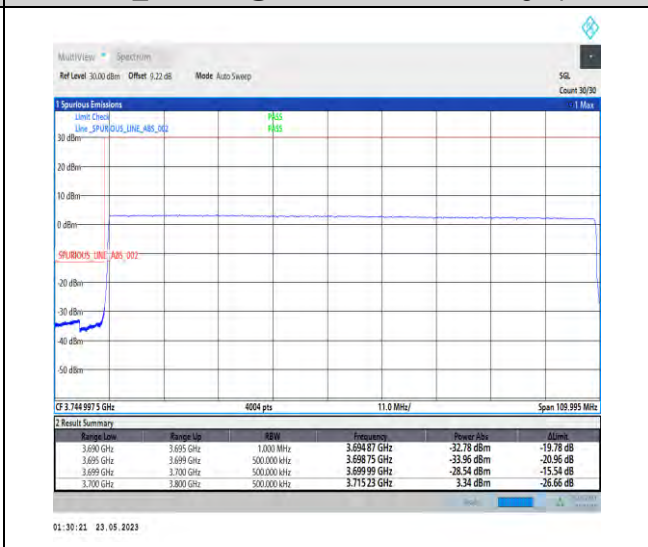 MultiView Spectrum
Ref Level 30.00 dBm Offset 9.22 dB Mode Auto Sweep SGL
Count 30/30
1 Spurious Emissions 1 Max
Limit Check PASS
Line _SPURIOUS_LINE_ABS_002 PASS
30 dBm
20 dBm
10 dBm
0 dBm
SPURIOUS_LINE_ABS_002
-20 dBm
-30 dBm
-40 dBm
-50 dBm
CF 3.744 997 5 GHz 4004 pts 11.0 MHz/ Span 109.995 MHz
2 Result Summary
Range Low Range Up RBW Frequency Power Abs ΔLimit
3.690 GHz 3.695 GHz 1.000 MHz 3.694 87 GHz -32.78 dBm -19.78 dB
3.695 GHz 3.699 GHz 500.000 kHz 3.698 75 GHz -33.96 dBm -20.96 dB
3.699 GHz 3.700 GHz 500.000 kHz 3.699 99 GHz -28.54 dBm -15.54 dB
3.700 GHz 3.800 GHz 500.000 kHz 3.715 23 GHz 3.34 dBm -26.66 dB
01:30:21 23.05.2023